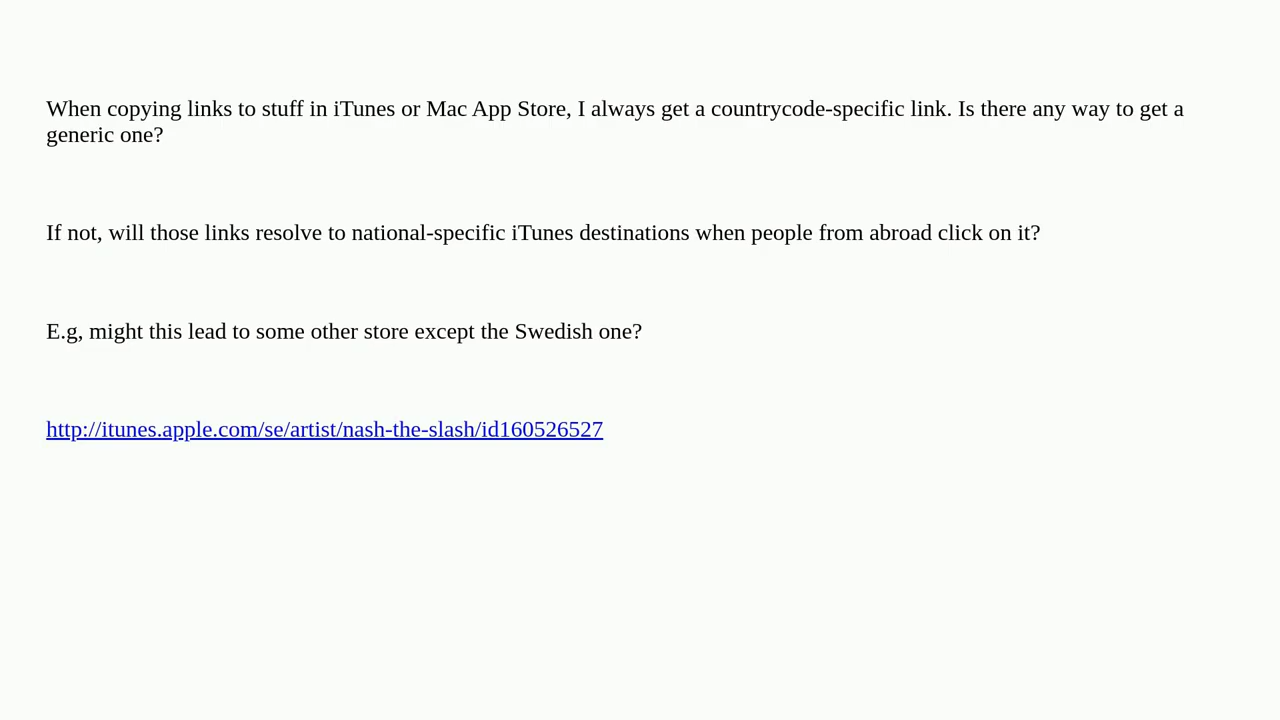 When copying links to stuff in iTunes or Mac App Store, I always get a countrycode-specific link. Is there any way to get a
generic one?
If not, will those links resolve to national-specific iTunes destinations when people from abroad click on it?
E.g, might this lead to some other store except the Swedish one?
http://itunes.apple.com/se/artist/nash-the-slash/id160526527